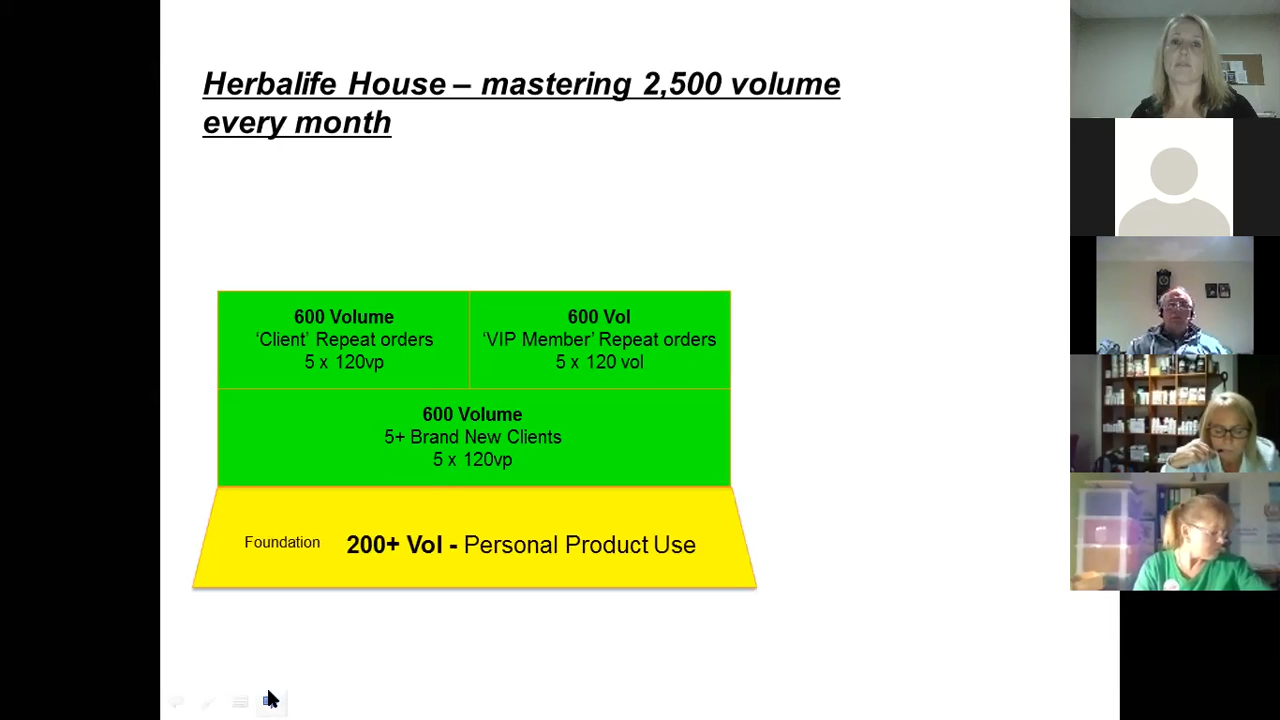 Herbalife House – mastering 2,500 volume
every month
600 Volume
‘Client’ Repeat orders
5 x 120vp
600 Vol
‘VIP Member’ Repeat orders
5 x 120 vol
600 Volume
5+ Brand New Clients
5 x 120vp
Foundation
200+ Vol - Personal Product Use